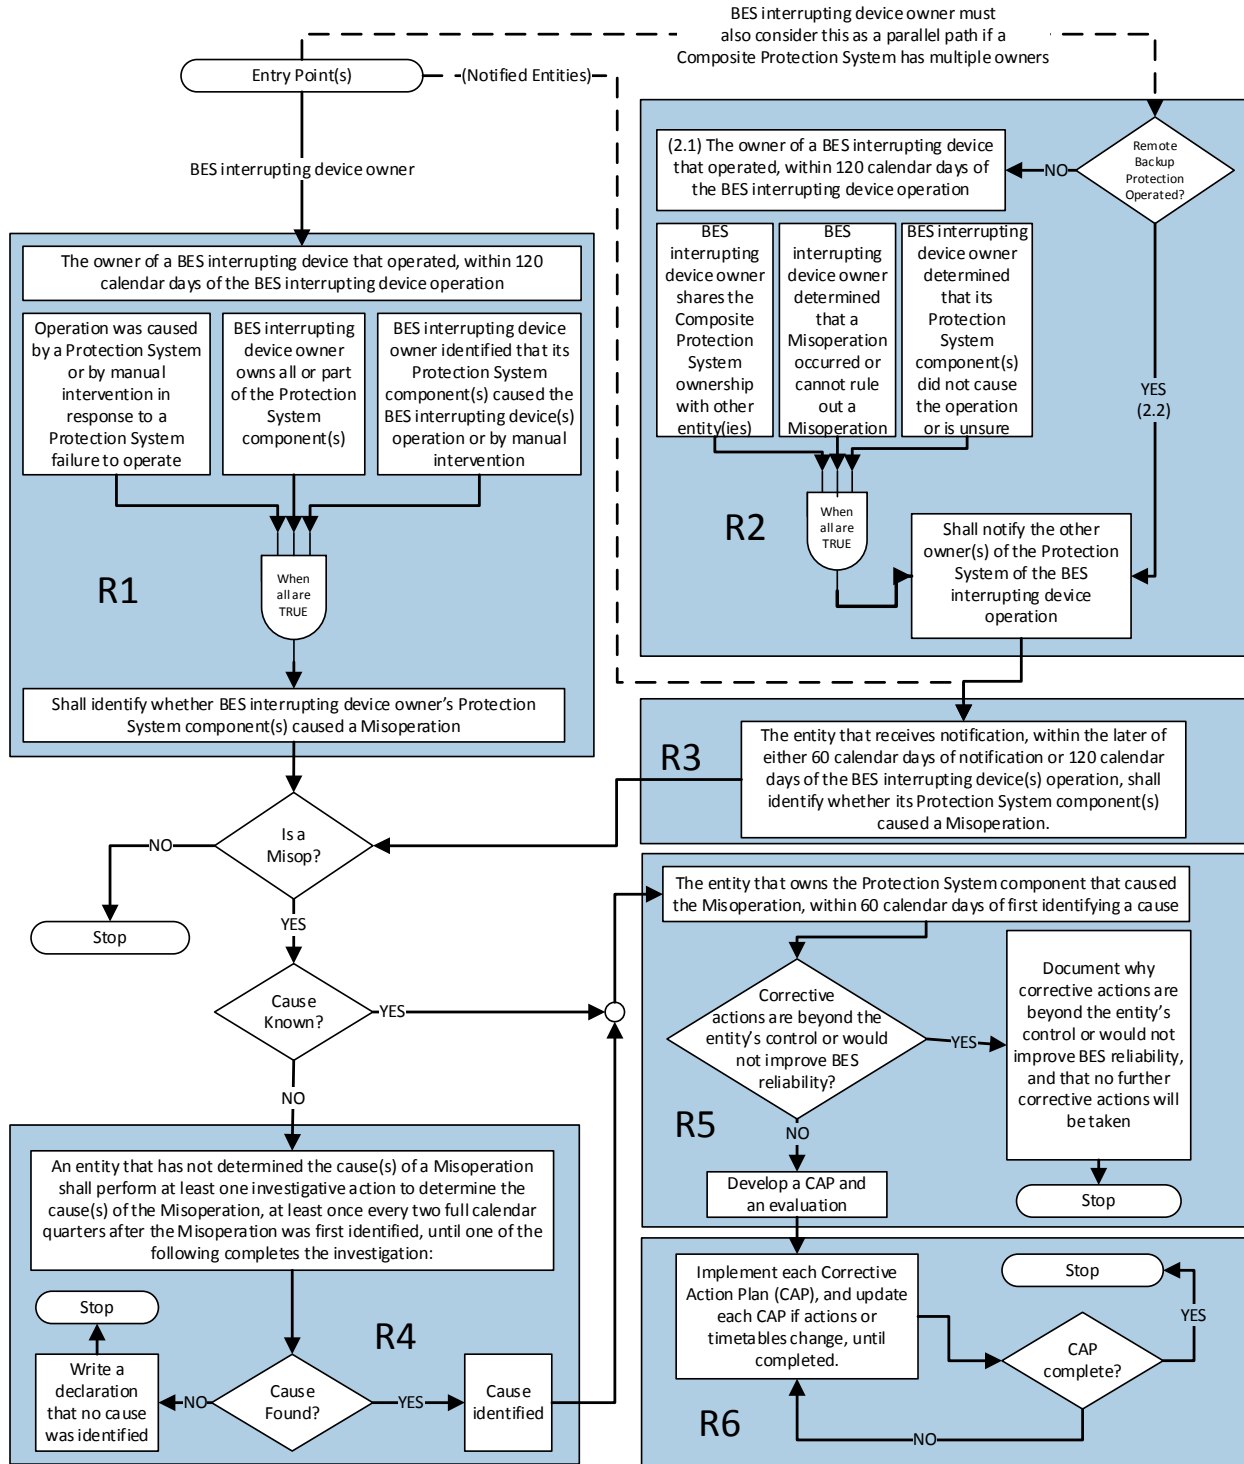 BES interrupting device owner must
also consider this as a parallel path if a
Composite Protection System has multiple owners
Entry Point(s)
(Notified Entities)
BES interrupting device owner
The owner of a BES interrupting device that operated, within 120
calendar days of the BES interrupting device operation
Operation was caused
by a Protection System
or by manual
intervention in
response to a
Protection System
failure to operate
BES interrupting
device owner
owns all or part
of the Protection
System
component(s)
BES interrupting device
owner identified that its
Protection System
component(s) caused the
BES interrupting device(s)
operation or by manual
intervention
When
all are
TRUE
R1
Shall identify whether BES interrupting device owner's Protection
System component(s) caused a Misoperation
Remote
Backup
Protection
Operated?
NO
(2.1) The owner of a BES interrupting device
that operated, within 120 calendar days of
the BES interrupting device operation
BES
interrupting
device owner
shares the
Composite
Protection
System
ownership
with other
entity(ies)
BES
interrupting
device owner
determined
that a
Misoperation
occurred or
cannot rule
out a
Misoperation
BES interrupting
device owner
determined
that its
Protection
System
component(s)
did not cause
the operation
or is unsure
YES
(2.2)
When
all are
TRUE
R2
Shall notify the other
owner(s) of the Protection
System of the BES
interrupting device
operation
R3
The entity that receives notification, within the later of
either 60 calendar days of notification or 120 calendar
days of the BES interrupting device(s) operation, shall
identify whether its Protection System component(s)
caused a Misoperation.
Is a
Misop?
NO
Stop
YES
Cause
Known?
YES
NO
An entity that has not determined the cause(s) of a Misoperation
shall perform at least one investigative action to determine the
cause(s) of the Misoperation, at least once every two full calendar
quarters after the Misoperation was first identified, until one of the
following completes the investigation:
R4
Stop
Write a
declaration
that no cause
was identified
NO
Cause
Found?
YES
Cause
identified
The entity that owns the Protection System component that caused
the Misoperation, within 60 calendar days of first identifying a cause
Corrective
actions are beyond the
entity's control or would
not improve BES
reliability?
YES
Document why
corrective actions are
beyond the entity's
control or would not
improve BES reliability,
and that no further
corrective actions will
be taken
R5
NO
Develop a CAP and
an evaluation
Stop
Implement each Corrective
Action Plan (CAP), and update
each CAP if actions or
timetables change, until
completed.
Stop
YES
CAP
complete?
R6
NO